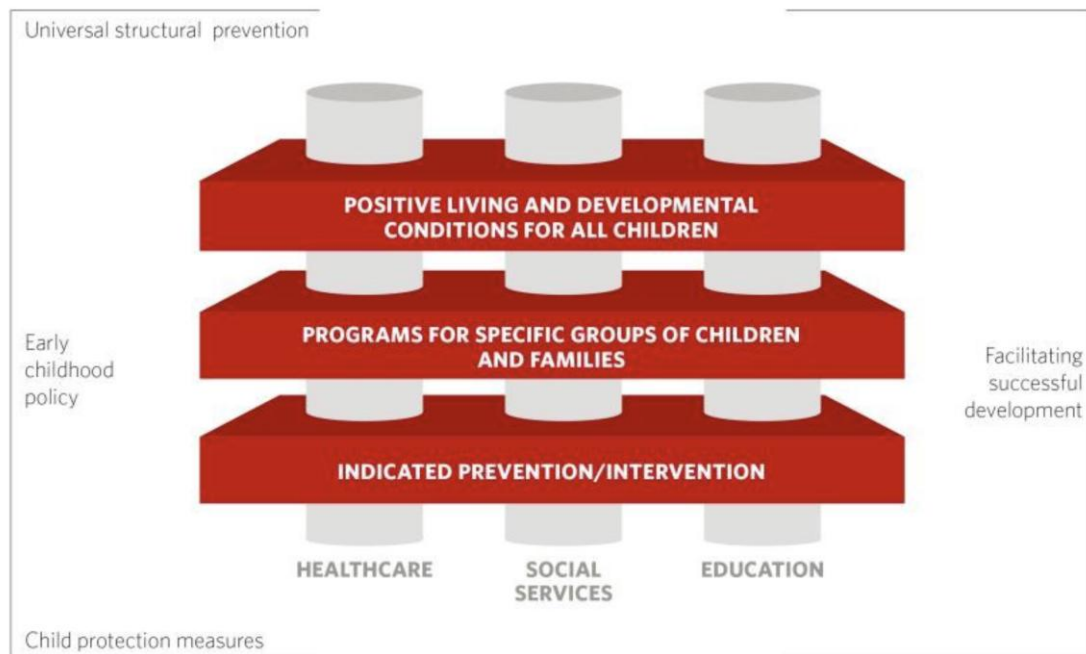 Universal structural prevention
POSITIVE LIVING AND DEVELOPMENTAL
CONDITIONS FOR ALL CHILDREN
PROGRAMS FOR SPECIFIC GROUPS OF CHILDREN
AND FAMILIES
Early
childhood
policy
Facilitating
successful
development
INDICATED PREVENTION/INTERVENTION
HEALTHCARE
SOCIAL
SERVICES
EDUCATION
Child protection measures